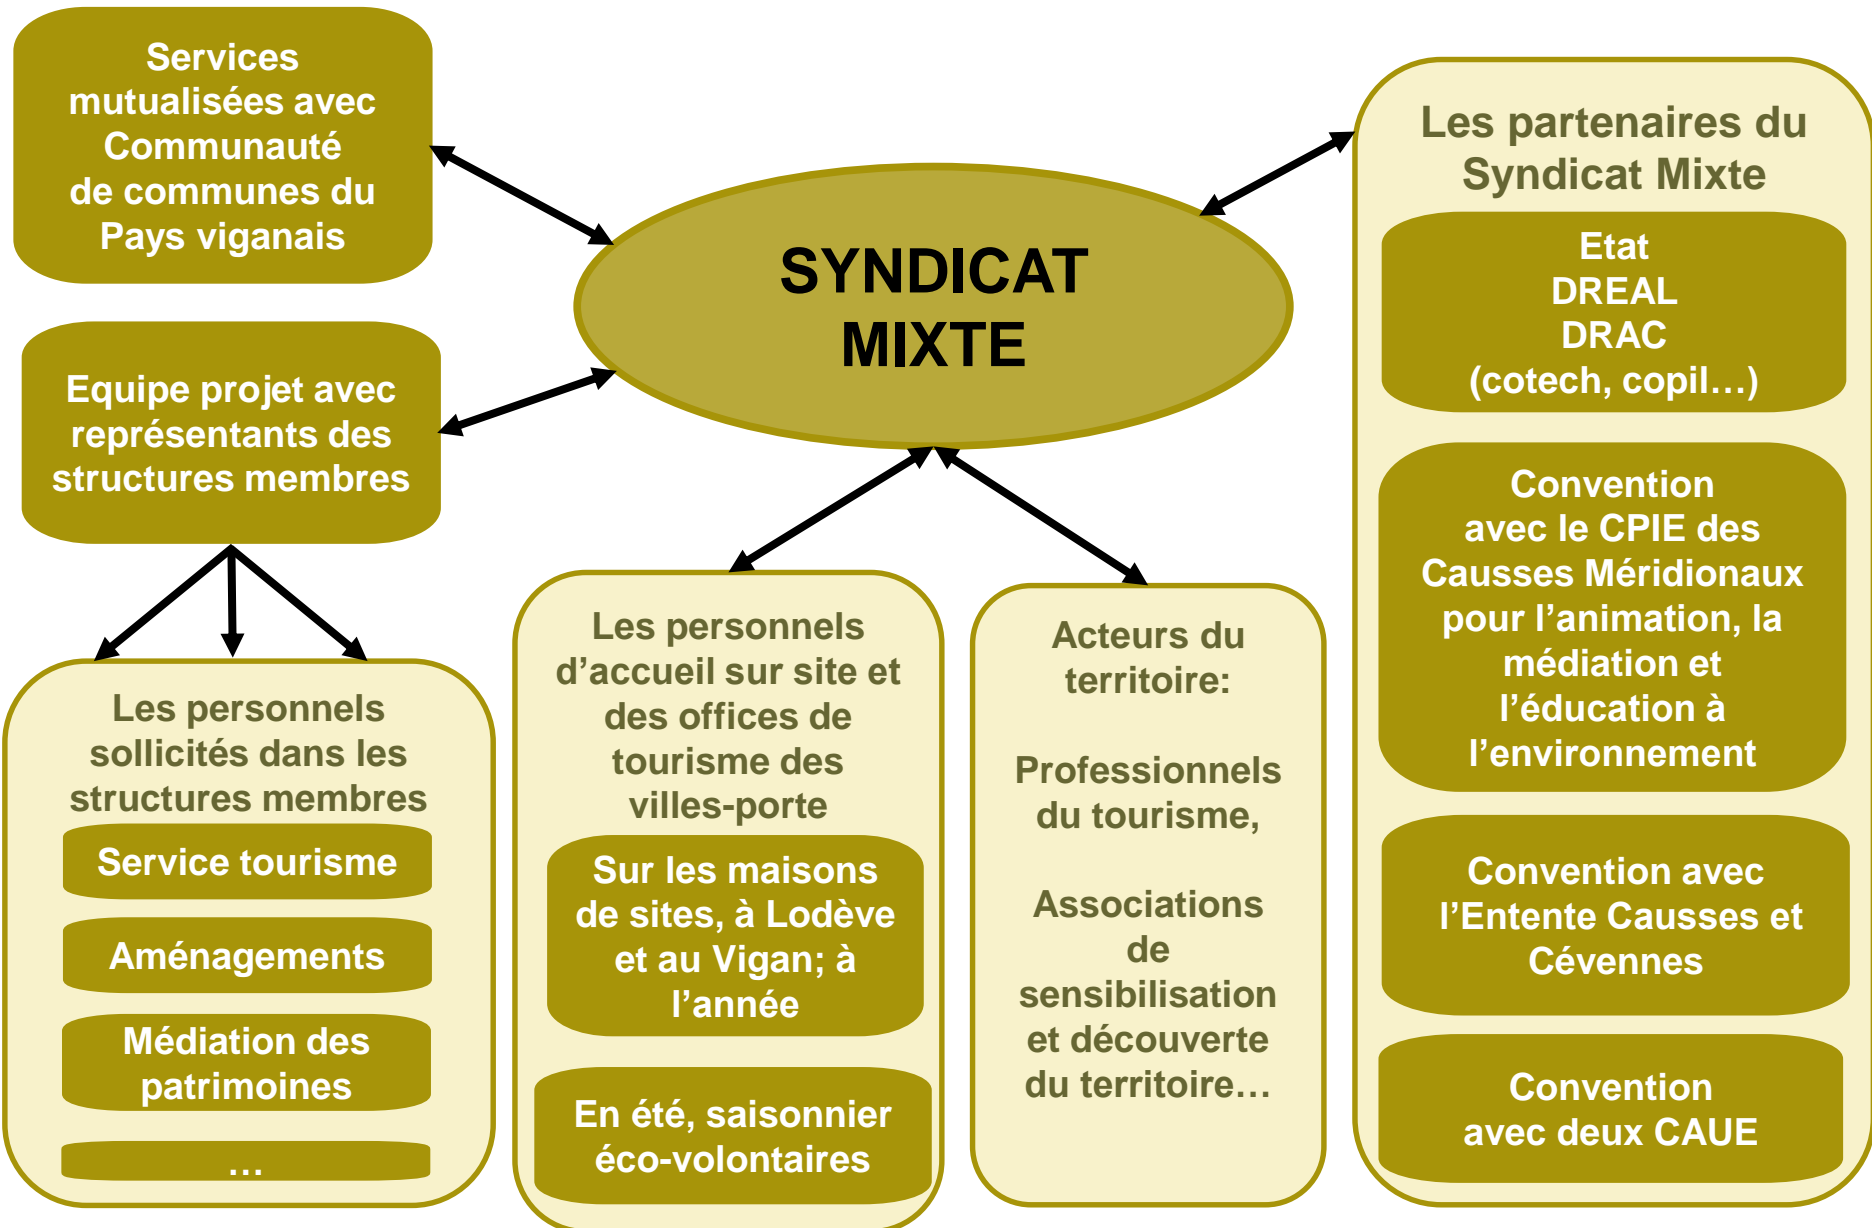 Services
mutualisées avec
Communauté
de communes du
Pays viganais
Equipe projet avec
représentants des
structures membres
SYNDICAT
MIXTE
Les personnels
sollicités dans les
structures membres
Service tourisme
Aménagements
Médiation des
patrimoines
…
Les personnels
d’accueil sur site et
des offices de
tourisme des
villes-porte
Sur les maisons
de sites, à Lodève
et au Vigan; à
l’année
En été, saisonnier
éco-volontaires
Acteurs du
territoire:
Professionnels
du tourisme,
Associations
de
sensibilisation
et découverte
du territoire…
Les partenaires du
Syndicat Mixte
Etat
DREAL
DRAC
(cotech, copil…)
Convention
avec le CPIE des
Causses Méridionaux
pour l’animation, la
médiation et
l’éducation à
l’environnement
Convention avec
l’Entente Causses et
Cévennes
Convention
avec deux CAUE